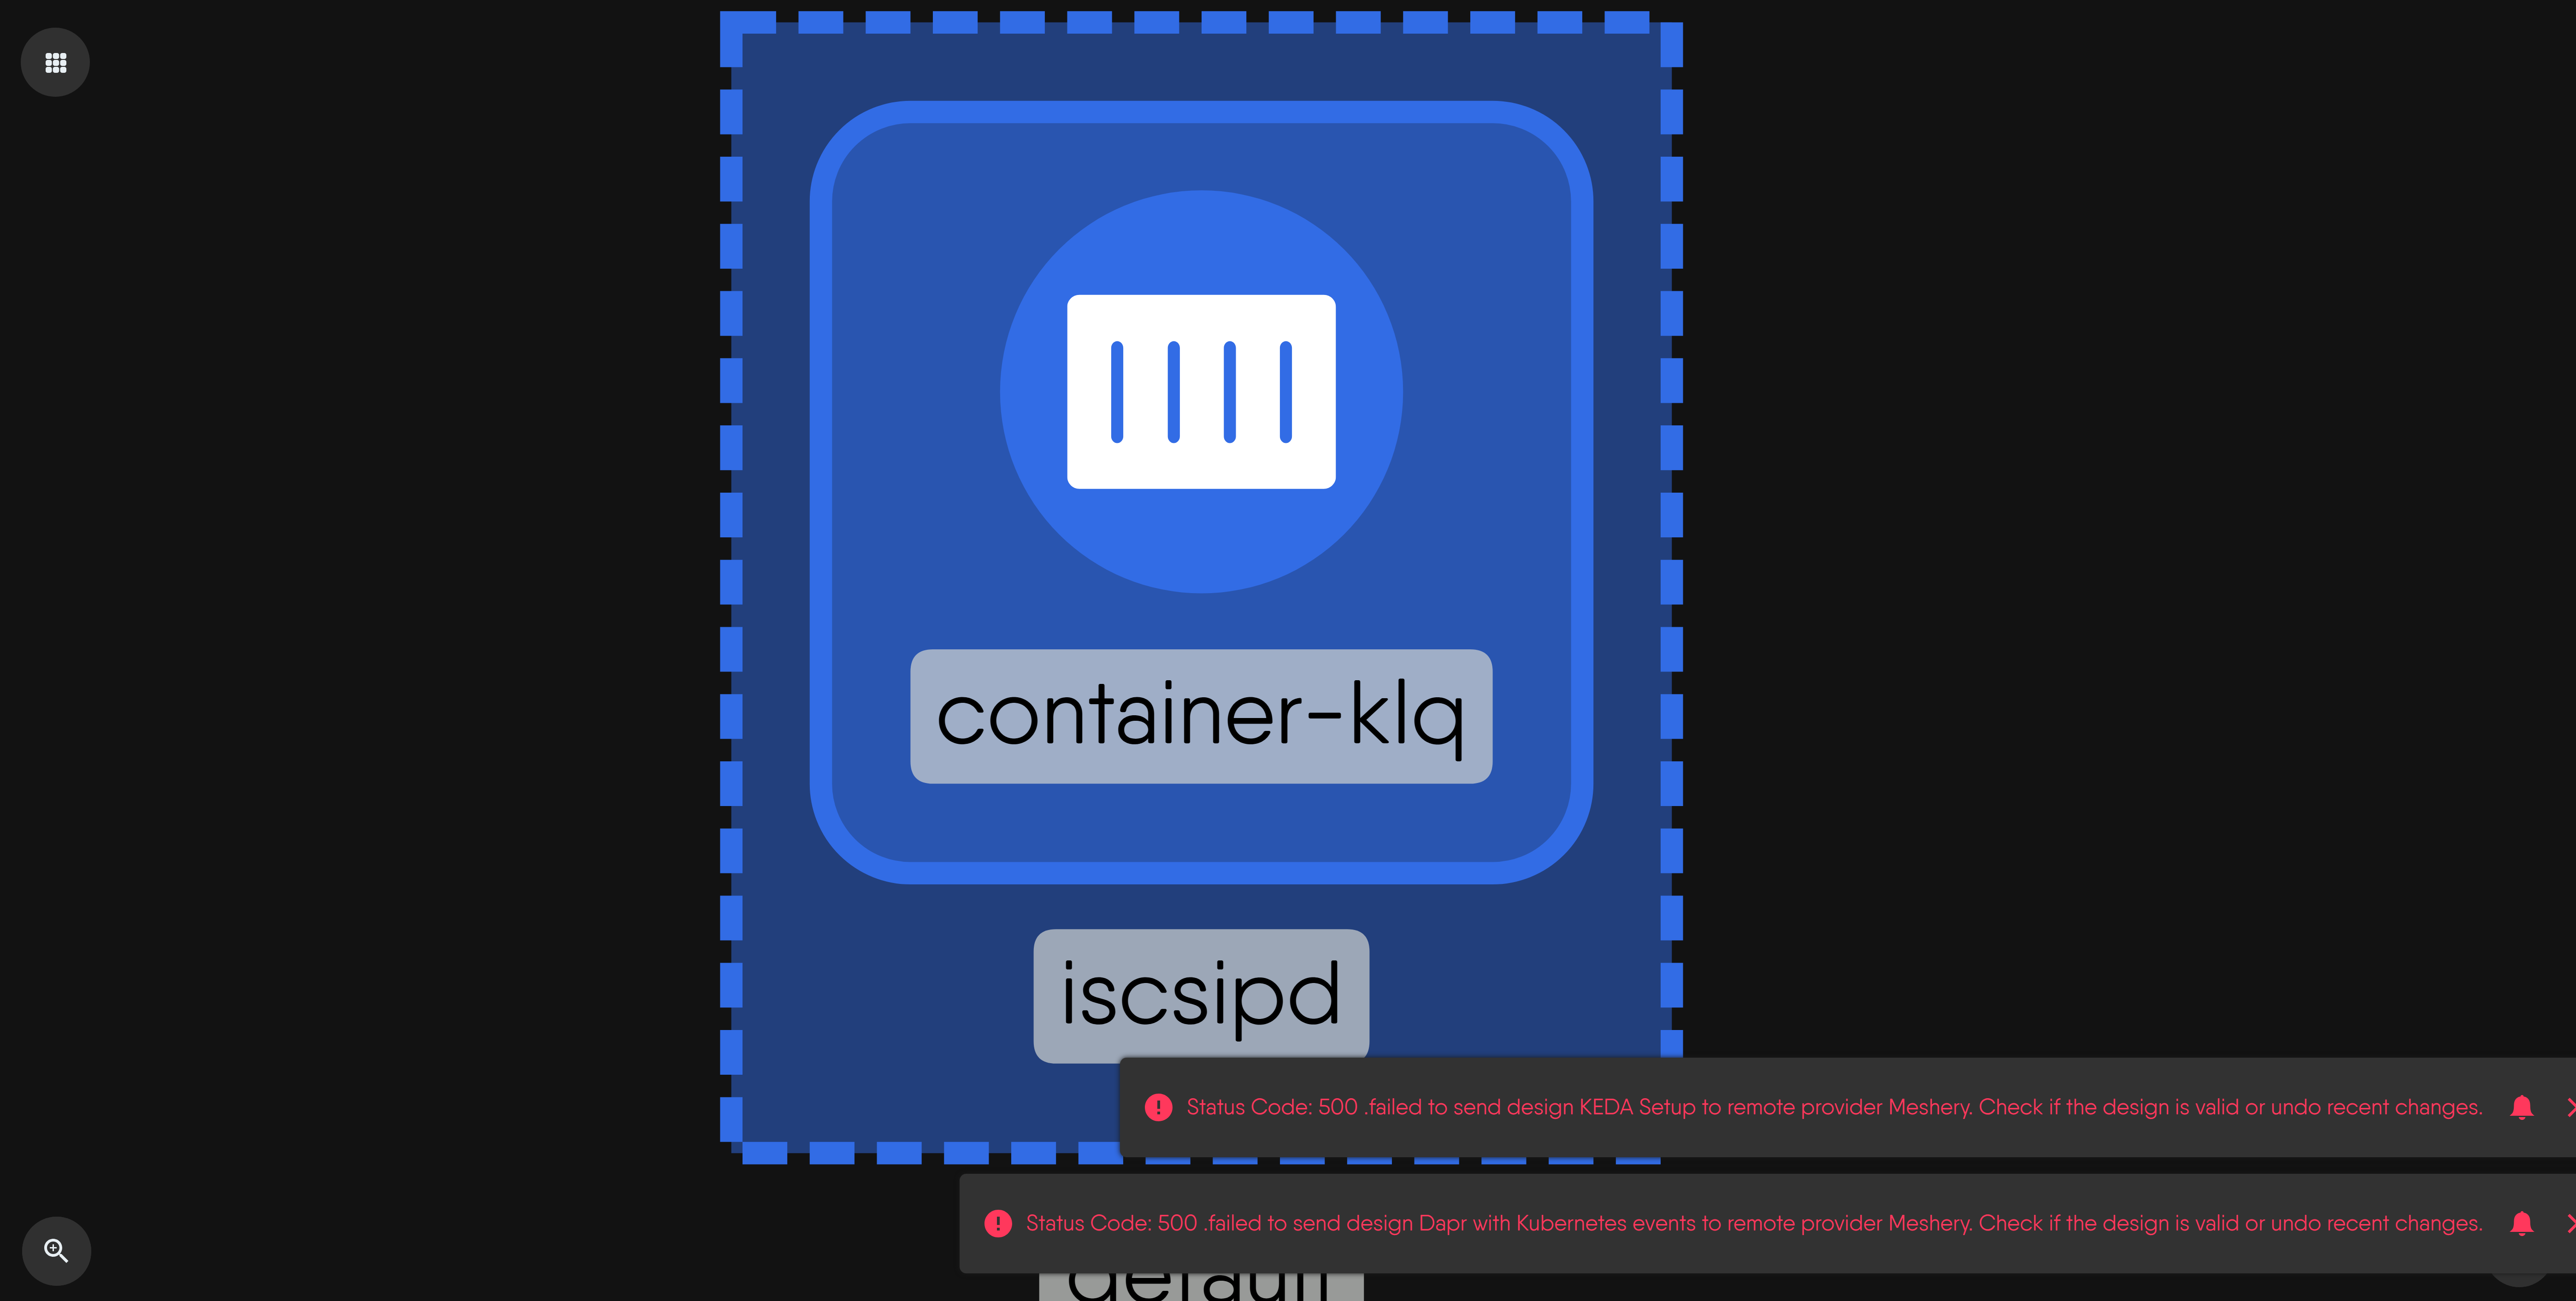 container-klq
iscsipd
Status Code: 500 .failed to send design KEDA Setup to remote provider Meshery. Check if the design is valid or undo recent changes.
Status Code: 500 .failed to send design Dapr with Kubernetes events to remote provider Meshery. Check if the design is valid or undo recent changes.
default